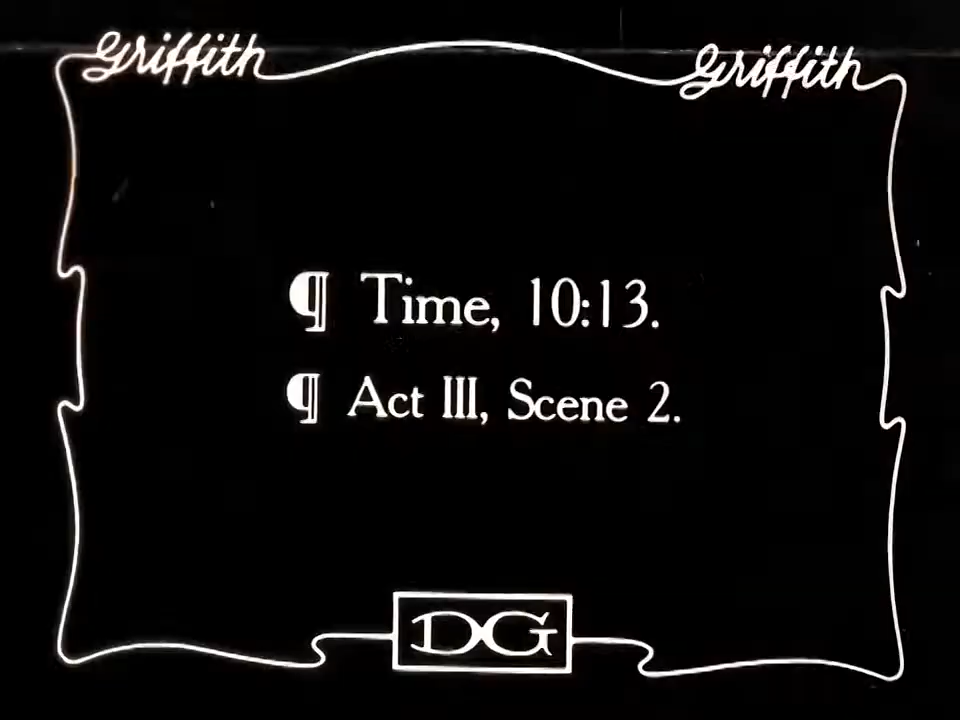 Griffith Griffith
¶ Time, 10:13.
¶ Act III, Scene 2.
DG